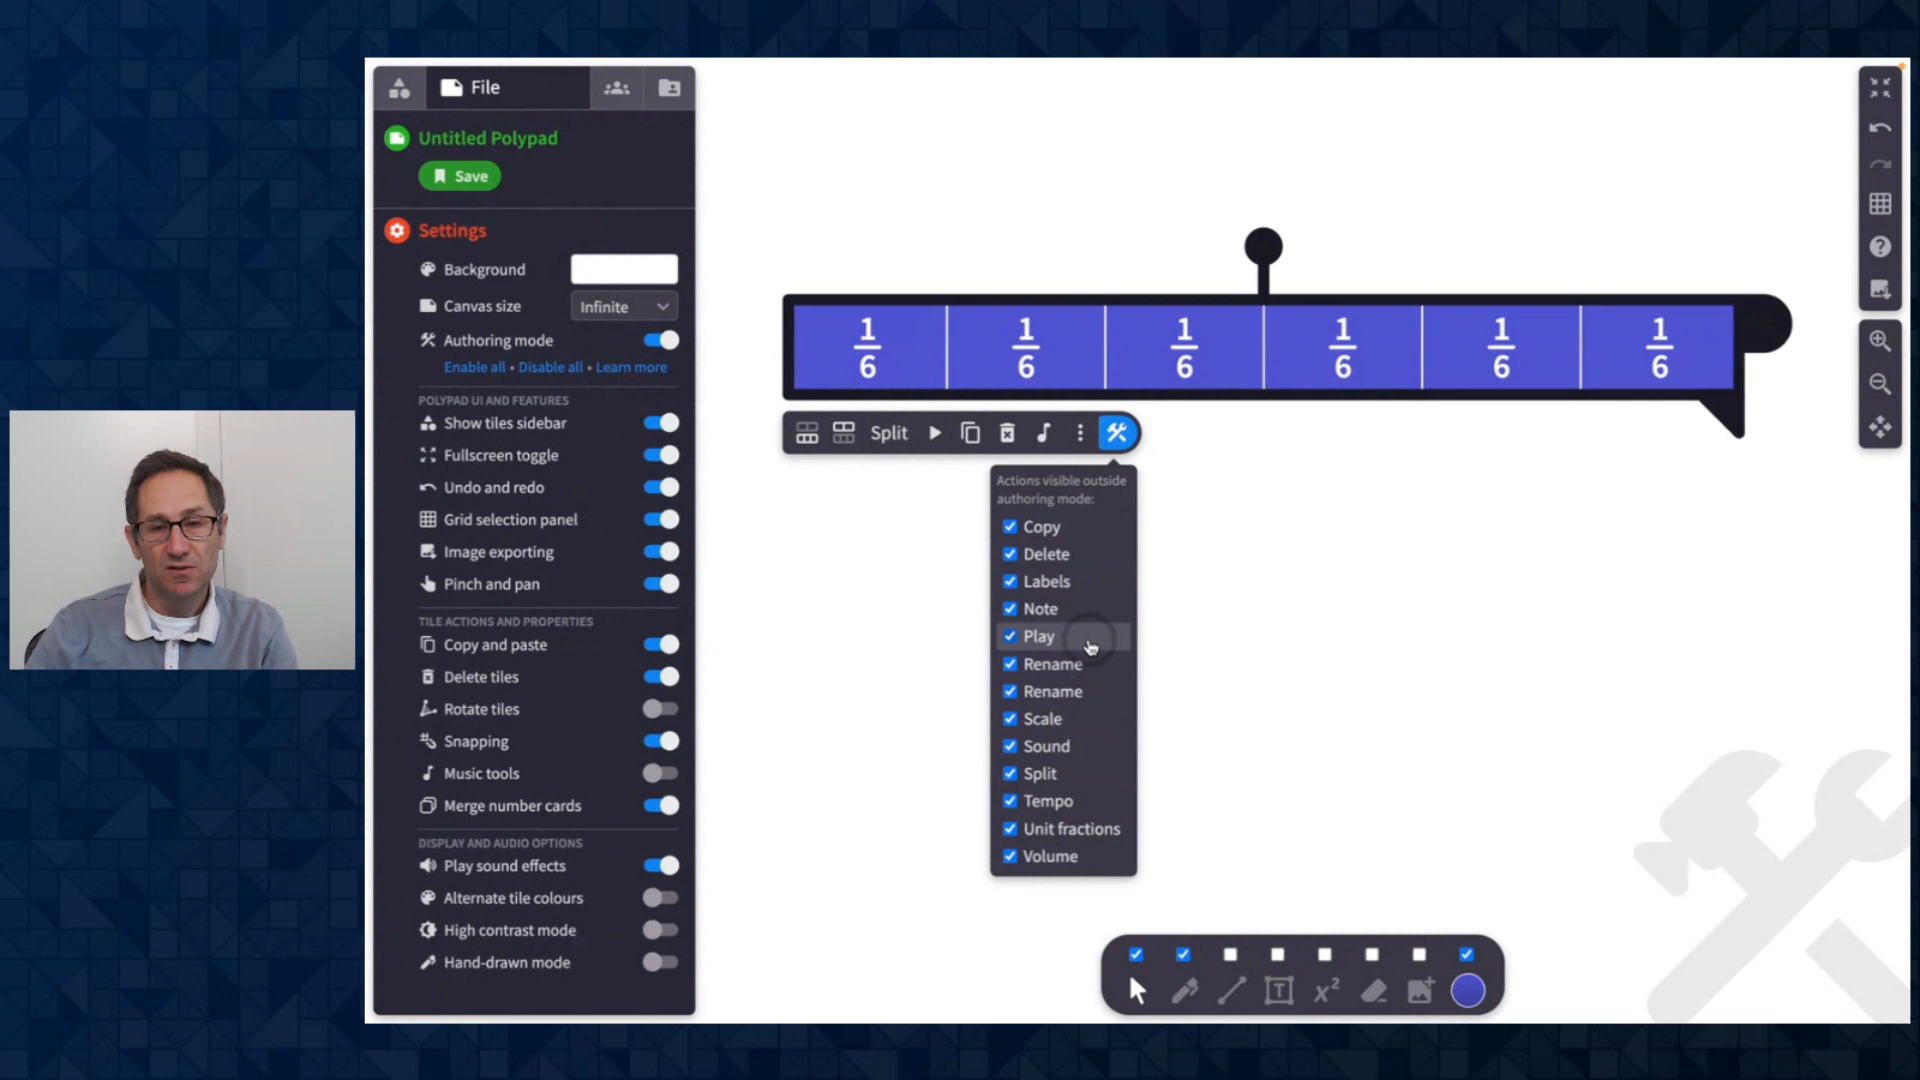 File
Untitled Polypad
Save
Settings
Background
Canvas size
Infinite
Authoring mode
Enable all • Disable all • Learn more
POLYPAD UI AND FEATURES
Show tiles sidebar
Fullscreen toggle
Undo and redo
Grid selection panel
Image exporting
Pinch and pan
TILE ACTIONS AND PROPERTIES
Copy and paste
Delete tiles
Rotate tiles
Snapping
Music tools
Merge number cards
DISPLAY AND AUDIO OPTIONS
Play sound effects
Alternate tile colours
High contrast mode
Hand-drawn mode
1 1 1 1 1 1
6 6 6 6 6 6
Split
Actions visible outside
authoring mode:
Copy
Delete
Labels
Note
Play
Rename
Rename
Scale
Sound
Split
Tempo
Unit fractions
Volume
T x²